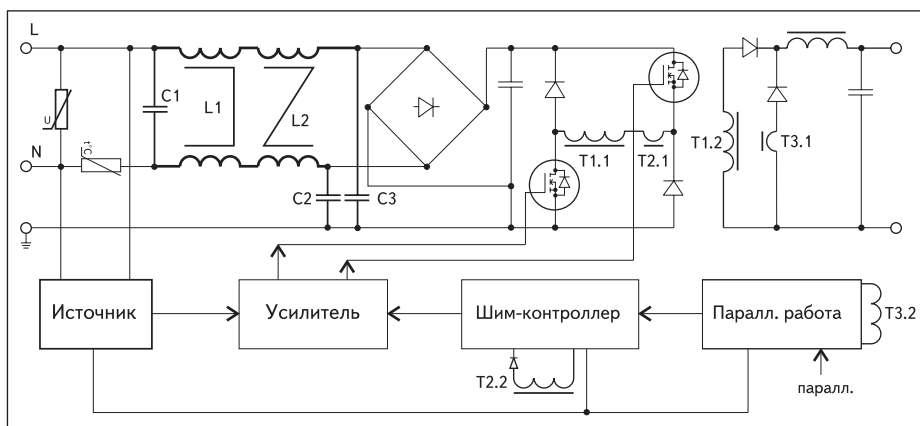 L
C1
L1
L2
U
N
t°C
C2
C3
T1.1
T2.1
T1.2
T3.1
Источник
Усилитель
Шим-контроллер
Паралл. работа
T3.2
T2.2
паралл.